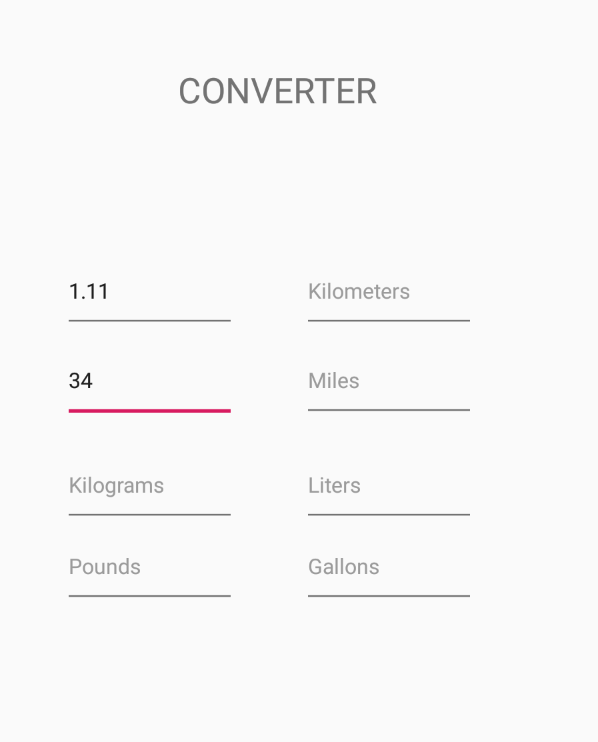 CONVERTER
1.11
Kilometers
34
Miles
Kilograms
Liters
Pounds
Gallons